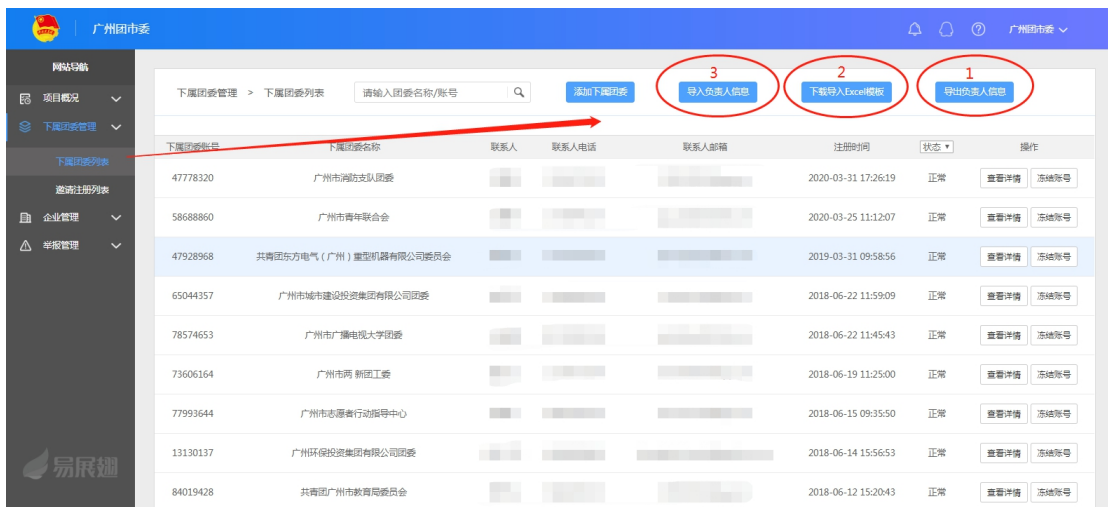 广州团市委
广州团市委
网站导航
项目概况
下属团委管理
下属团委列表
邀请注册列表
企业管理
举报管理
易展翅
3
2
1
下属团委管理 > 下属团委列表
请输入团委名称/账号
添加下属团委
导入负责人信息
下载导入Excel模板
导出负责人信息
下属团委账号 下属团委名称 联系人 联系人电话 联系人邮箱 注册时间 状态 操作
47778320 广州市消防支队团委 2020-03-31 17:26:19 正常 查看详情 冻结账号
58688860 广州市青年联合会 2020-03-25 11:12:07 正常 查看详情 冻结账号
47928968 共青团东方电气（广州）重型机器有限公司委员会 2019-03-31 09:58:56 正常 查看详情 冻结账号
65044357 广州市城市建设投资集团有限公司团委 2018-06-22 11:59:09 正常 查看详情 冻结账号
78574653 广州市广播电视大学团委 2018-06-22 11:45:43 正常 查看详情 冻结账号
73606164 广州市两新团工委 2018-06-19 11:25:00 正常 查看详情 冻结账号
77993644 广州市志愿者行动指导中心 2018-06-15 09:35:50 正常 查看详情 冻结账号
13130137 广州环保投资集团有限公司团委 2018-06-14 15:56:53 正常 查看详情 冻结账号
84019428 共青团广州市教育局委员会 2018-06-12 15:20:43 正常 查看详情 冻结账号